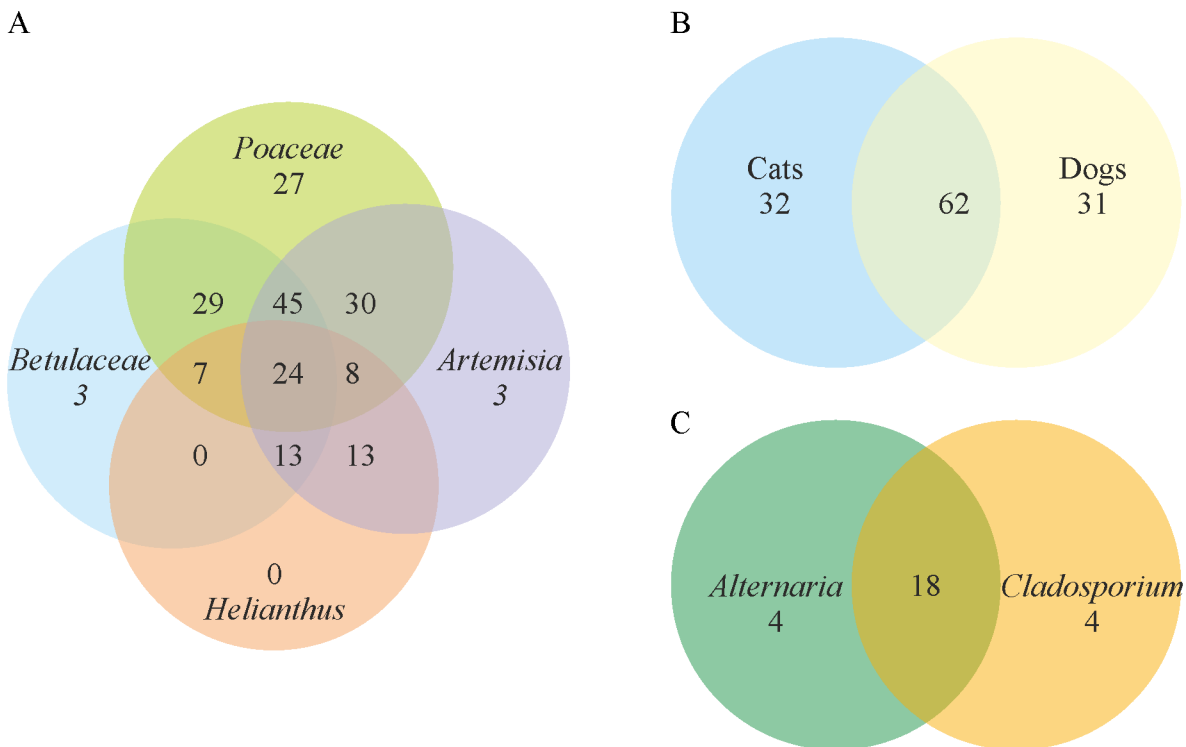 A
Poaceae
27
29 45 30
Betulaceae
3
7 24 8
Artemisia
3
0 13 13
0
Helianthus
B
Cats
32
62
Dogs
31
C
Alternaria
4
18
Cladosporium
4